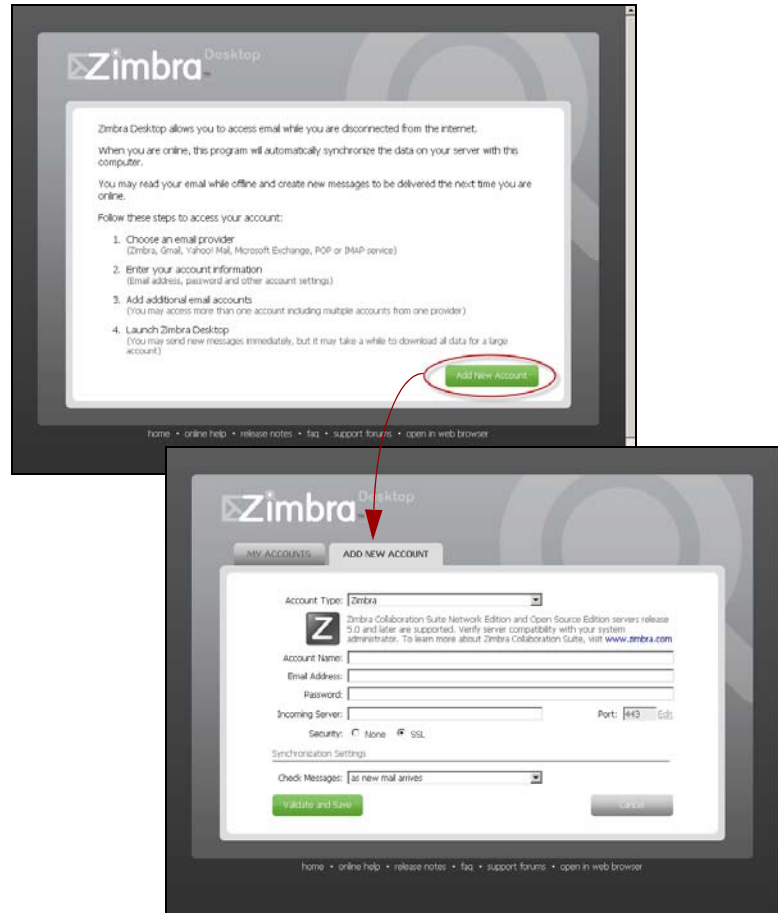 Zimbra Desktop
Zimbra Desktop allows you to access email while you are disconnected from the internet.
When you are online, this program will automatically synchronize the data on your server with this
computer.
You may read your email while offline and create new messages to be delivered the next time you are
online.
Follow these steps to access your account:
1. Choose an email provider
(Zimbra, Gmail, Yahoo! Mail, Microsoft Exchange, POP or IMAP service)
2. Enter your account information
(Email address, password and other account settings)
3. Add additional email accounts
(You may access more than one account including multiple accounts from one provider)
4. Launch Zimbra Desktop
(You may send new messages immediately, but it may take a while to download all data for a large
account)
Add New Account
home • online help • release notes • faq • support forums • open in web browser
Zimbra Desktop
MY ACCOUNTS ADD NEW ACCOUNT
Account Type: Zimbra
Z
Zimbra Collaboration Suite Network Edition and Open Source Edition servers release
5.0 and later are supported. Verify server compatibility with your system
administrator. To learn more about Zimbra Collaboration Suite, visit www.zimbra.com
Account Name:
Email Address:
Password:
Incoming Server: Port: 443 Edit
Security: None SSL
Synchronization Settings
Check Messages: as new mail arrives
Validate and Save Cancel
home • online help • release notes • faq • support forums • open in web browser